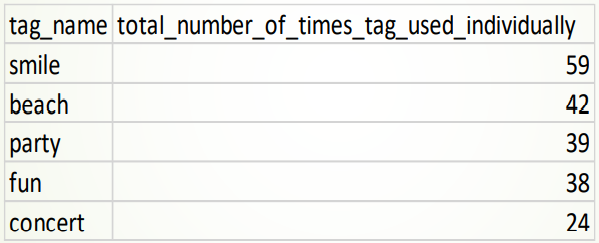 tag_name total_number_of_times_tag_used_individually
smile 59
beach 42
party 39
fun 38
concert 24